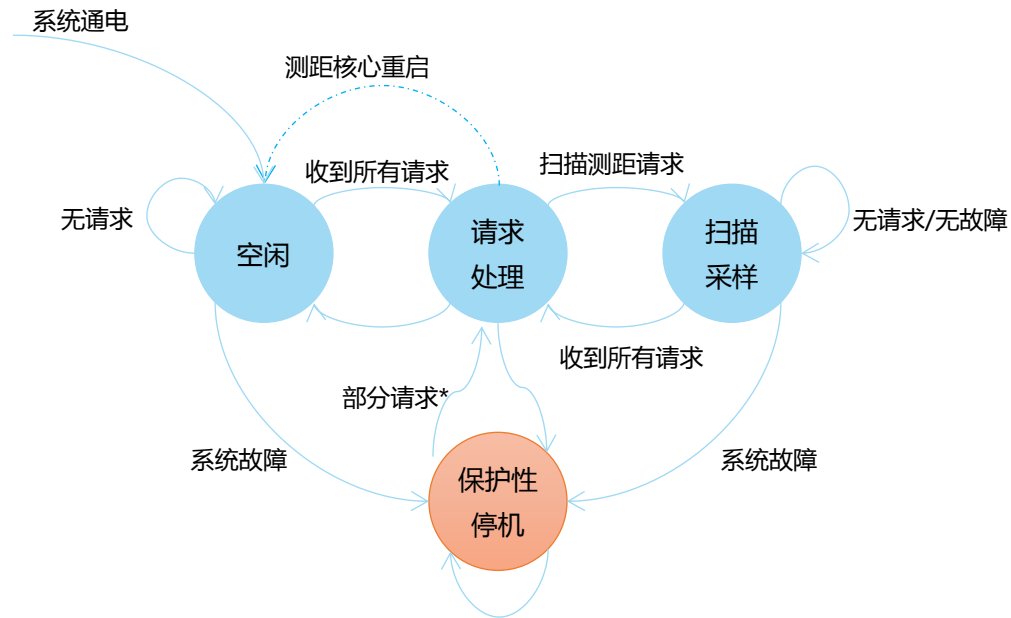 系统通电
测距核心重启
收到所有请求
扫描测距请求
无请求
无请求/无故障
空闲
请求
处理
扫描
采样
收到所有请求
部分请求*
系统故障
系统故障
保护性
停机